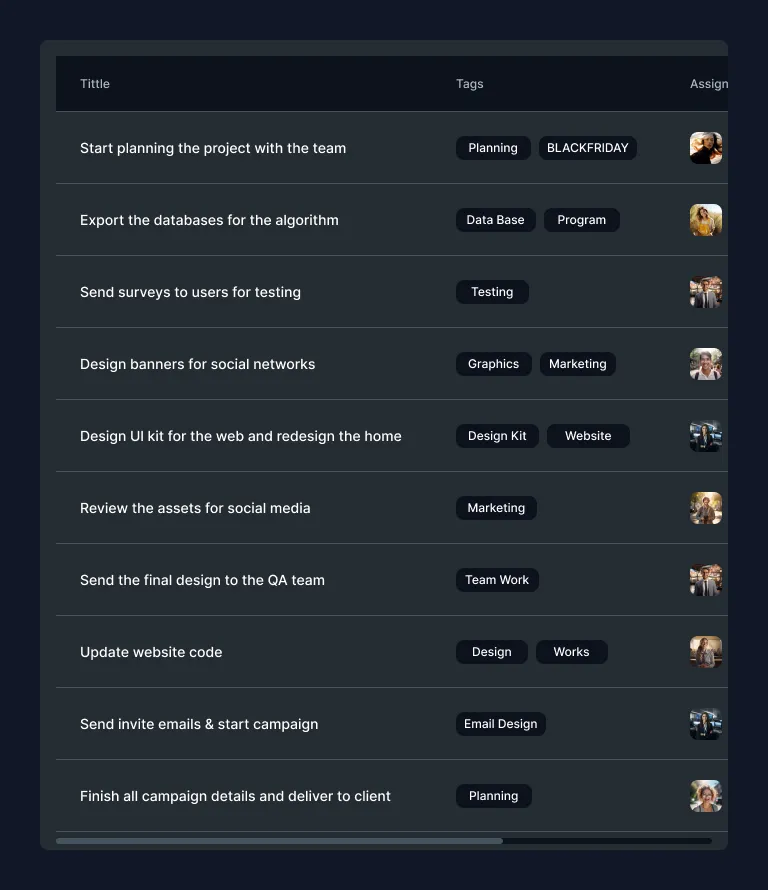 Tittle Tags Assign
Start planning the project with the team Planning BLACKFRIDAY
Export the databases for the algorithm Data Base Program
Send surveys to users for testing Testing
Design banners for social networks Graphics Marketing
Design UI kit for the web and redesign the home Design Kit Website
Review the assets for social media Marketing
Send the final design to the QA team Team Work
Update website code Design Works
Send invite emails & start campaign Email Design
Finish all campaign details and deliver to client Planning